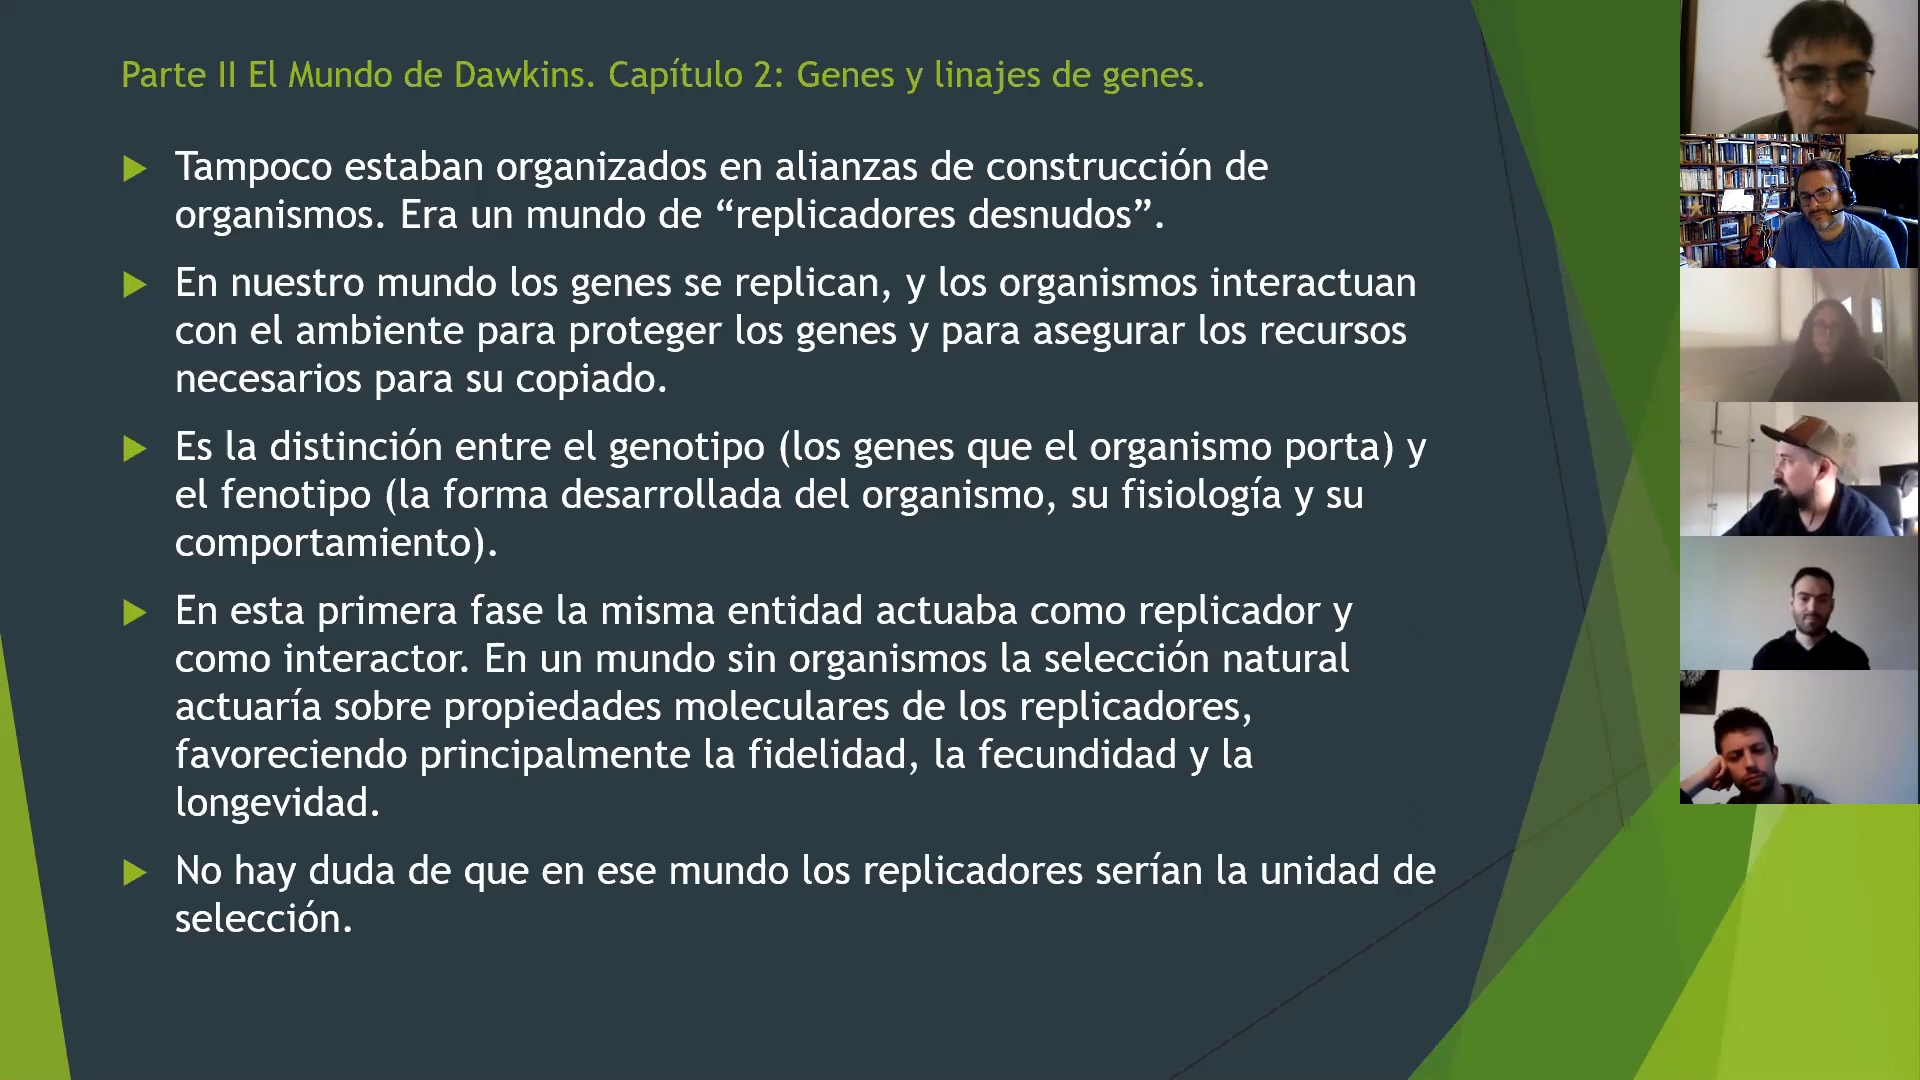 Parte II El Mundo de Dawkins. Capítulo 2: Genes y linajes de genes.
Tampoco estaban organizados en alianzas de construcción de
organismos. Era un mundo de “replicadores desnudos”.
En nuestro mundo los genes se replican, y los organismos interactuan
con el ambiente para proteger los genes y para asegurar los recursos
necesarios para su copiado.
Es la distinción entre el genotipo (los genes que el organismo porta) y
el fenotipo (la forma desarrollada del organismo, su fisiología y su
comportamiento).
En esta primera fase la misma entidad actuaba como replicador y
como interactor. En un mundo sin organismos la selección natural
actuaría sobre propiedades moleculares de los replicadores,
favoreciendo principalmente la fidelidad, la fecundidad y la
longevidad.
No hay duda de que en ese mundo los replicadores serían la unidad de
selección.